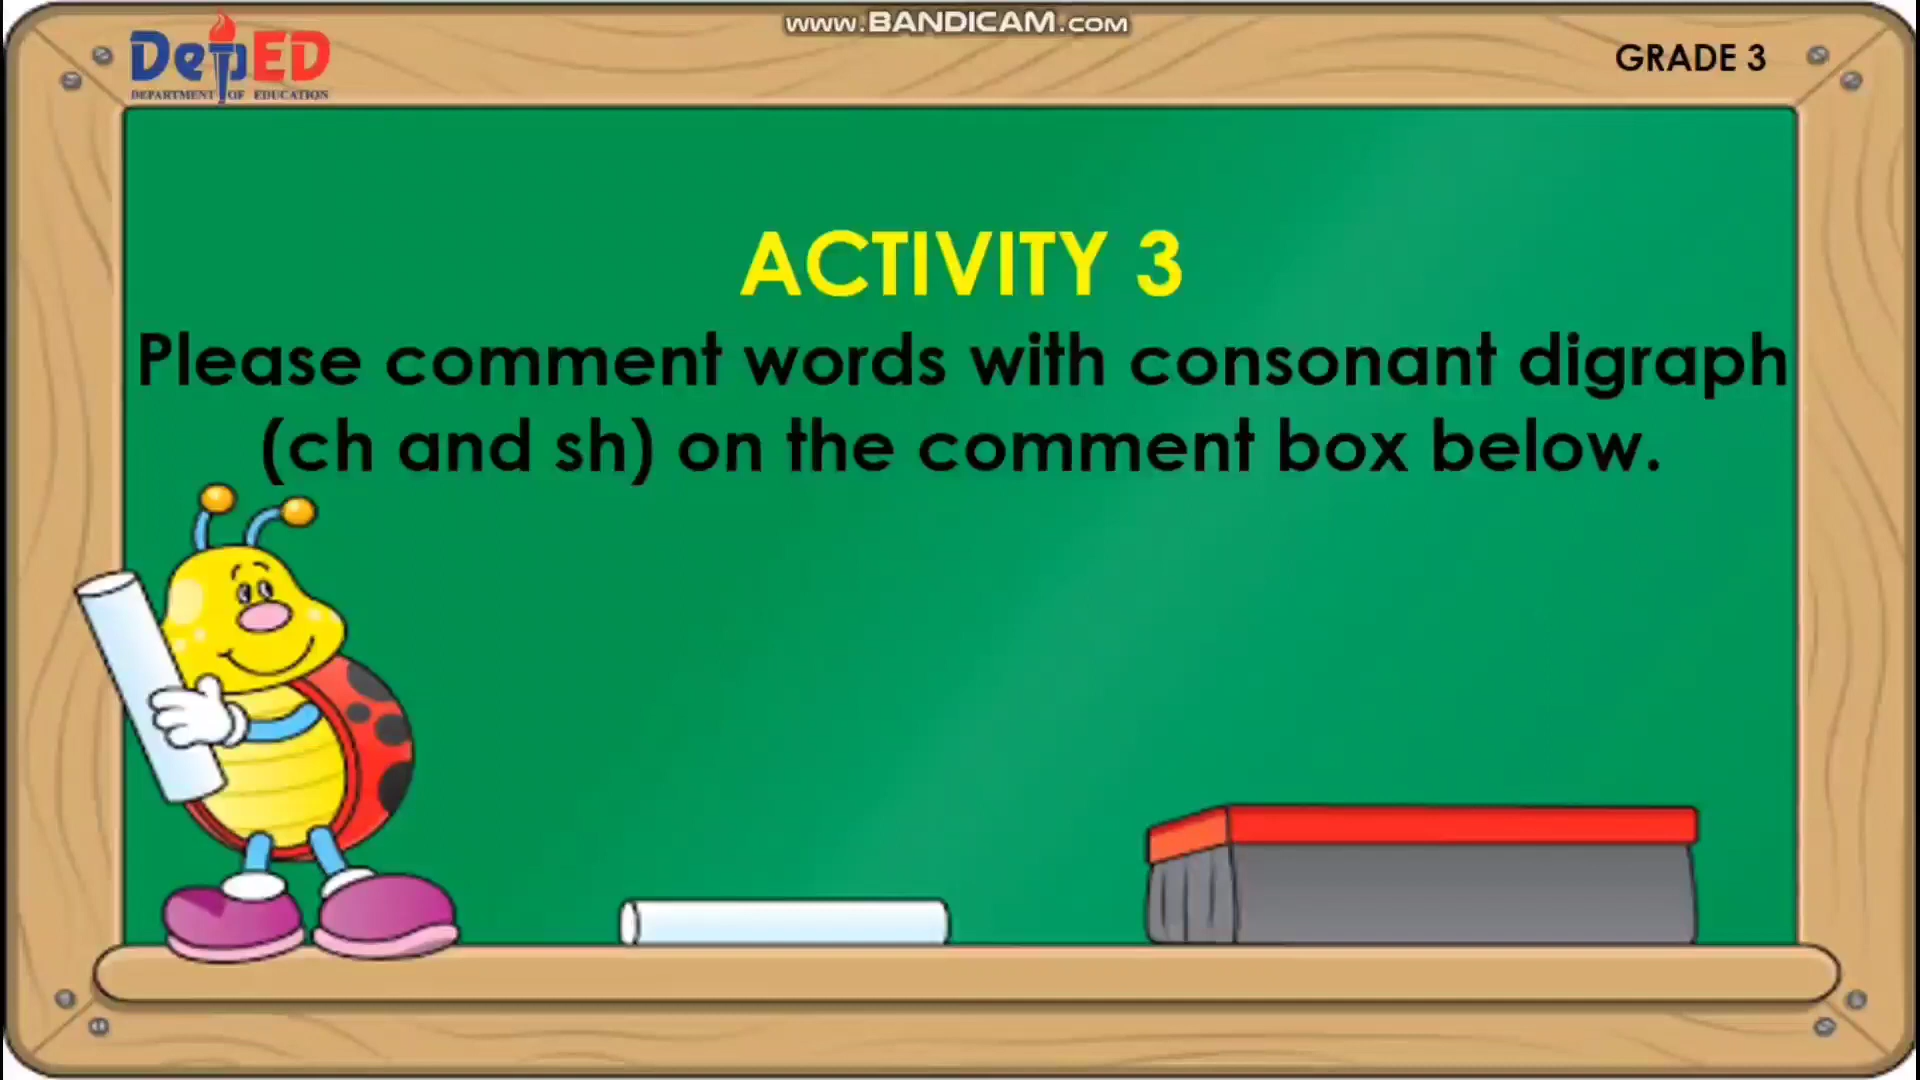 www.BANDICAM.com
DepED
DEPARTMENT OF EDUCATION
GRADE 3
ACTIVITY 3
Please comment words with consonant digraph
(ch and sh) on the comment box below.